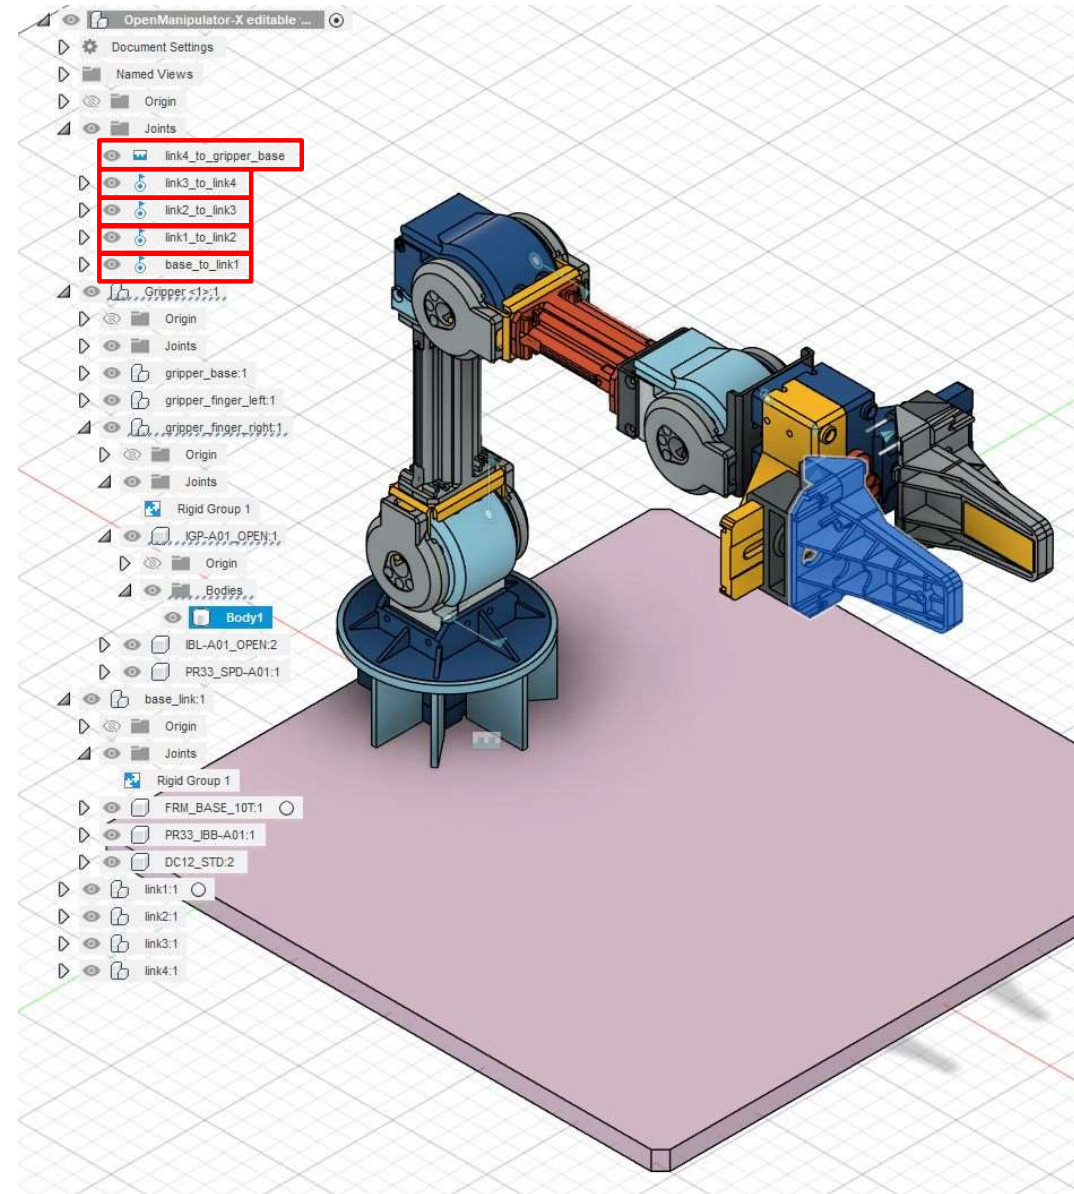 OpenManipulator-X editable ...
Document Settings
Named Views
Origin
Joints
link4_to_gripper_base
link3_to_link4
link2_to_link3
link1_to_link2
base_to_link1
Gripper <1>:1
Origin
Joints
gripper_base:1
gripper_finger_left:1
gripper_finger_right:1
Origin
Joints
Rigid Group 1
IGP-A01_OPEN:1
Origin
Bodies
Body1
IBL-A01_OPEN:2
PR33_SPD-A01:1
base_link:1
Origin
Joints
Rigid Group 1
FRM_BASE_10T:1
PR33_IBB-A01:1
DC12_STD:2
link1:1
link2:1
link3:1
link4:1